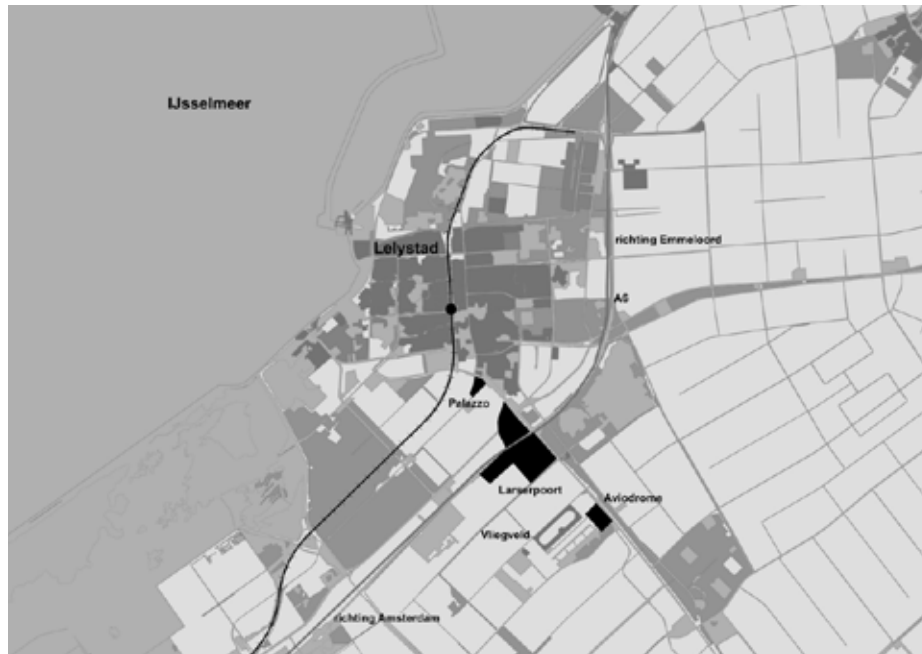 IJsselmeer
Lelystad
richting Emmeloord
A6
Palazzo
Larserpoort
Aviodrome
Vliegveld
richting Amsterdam